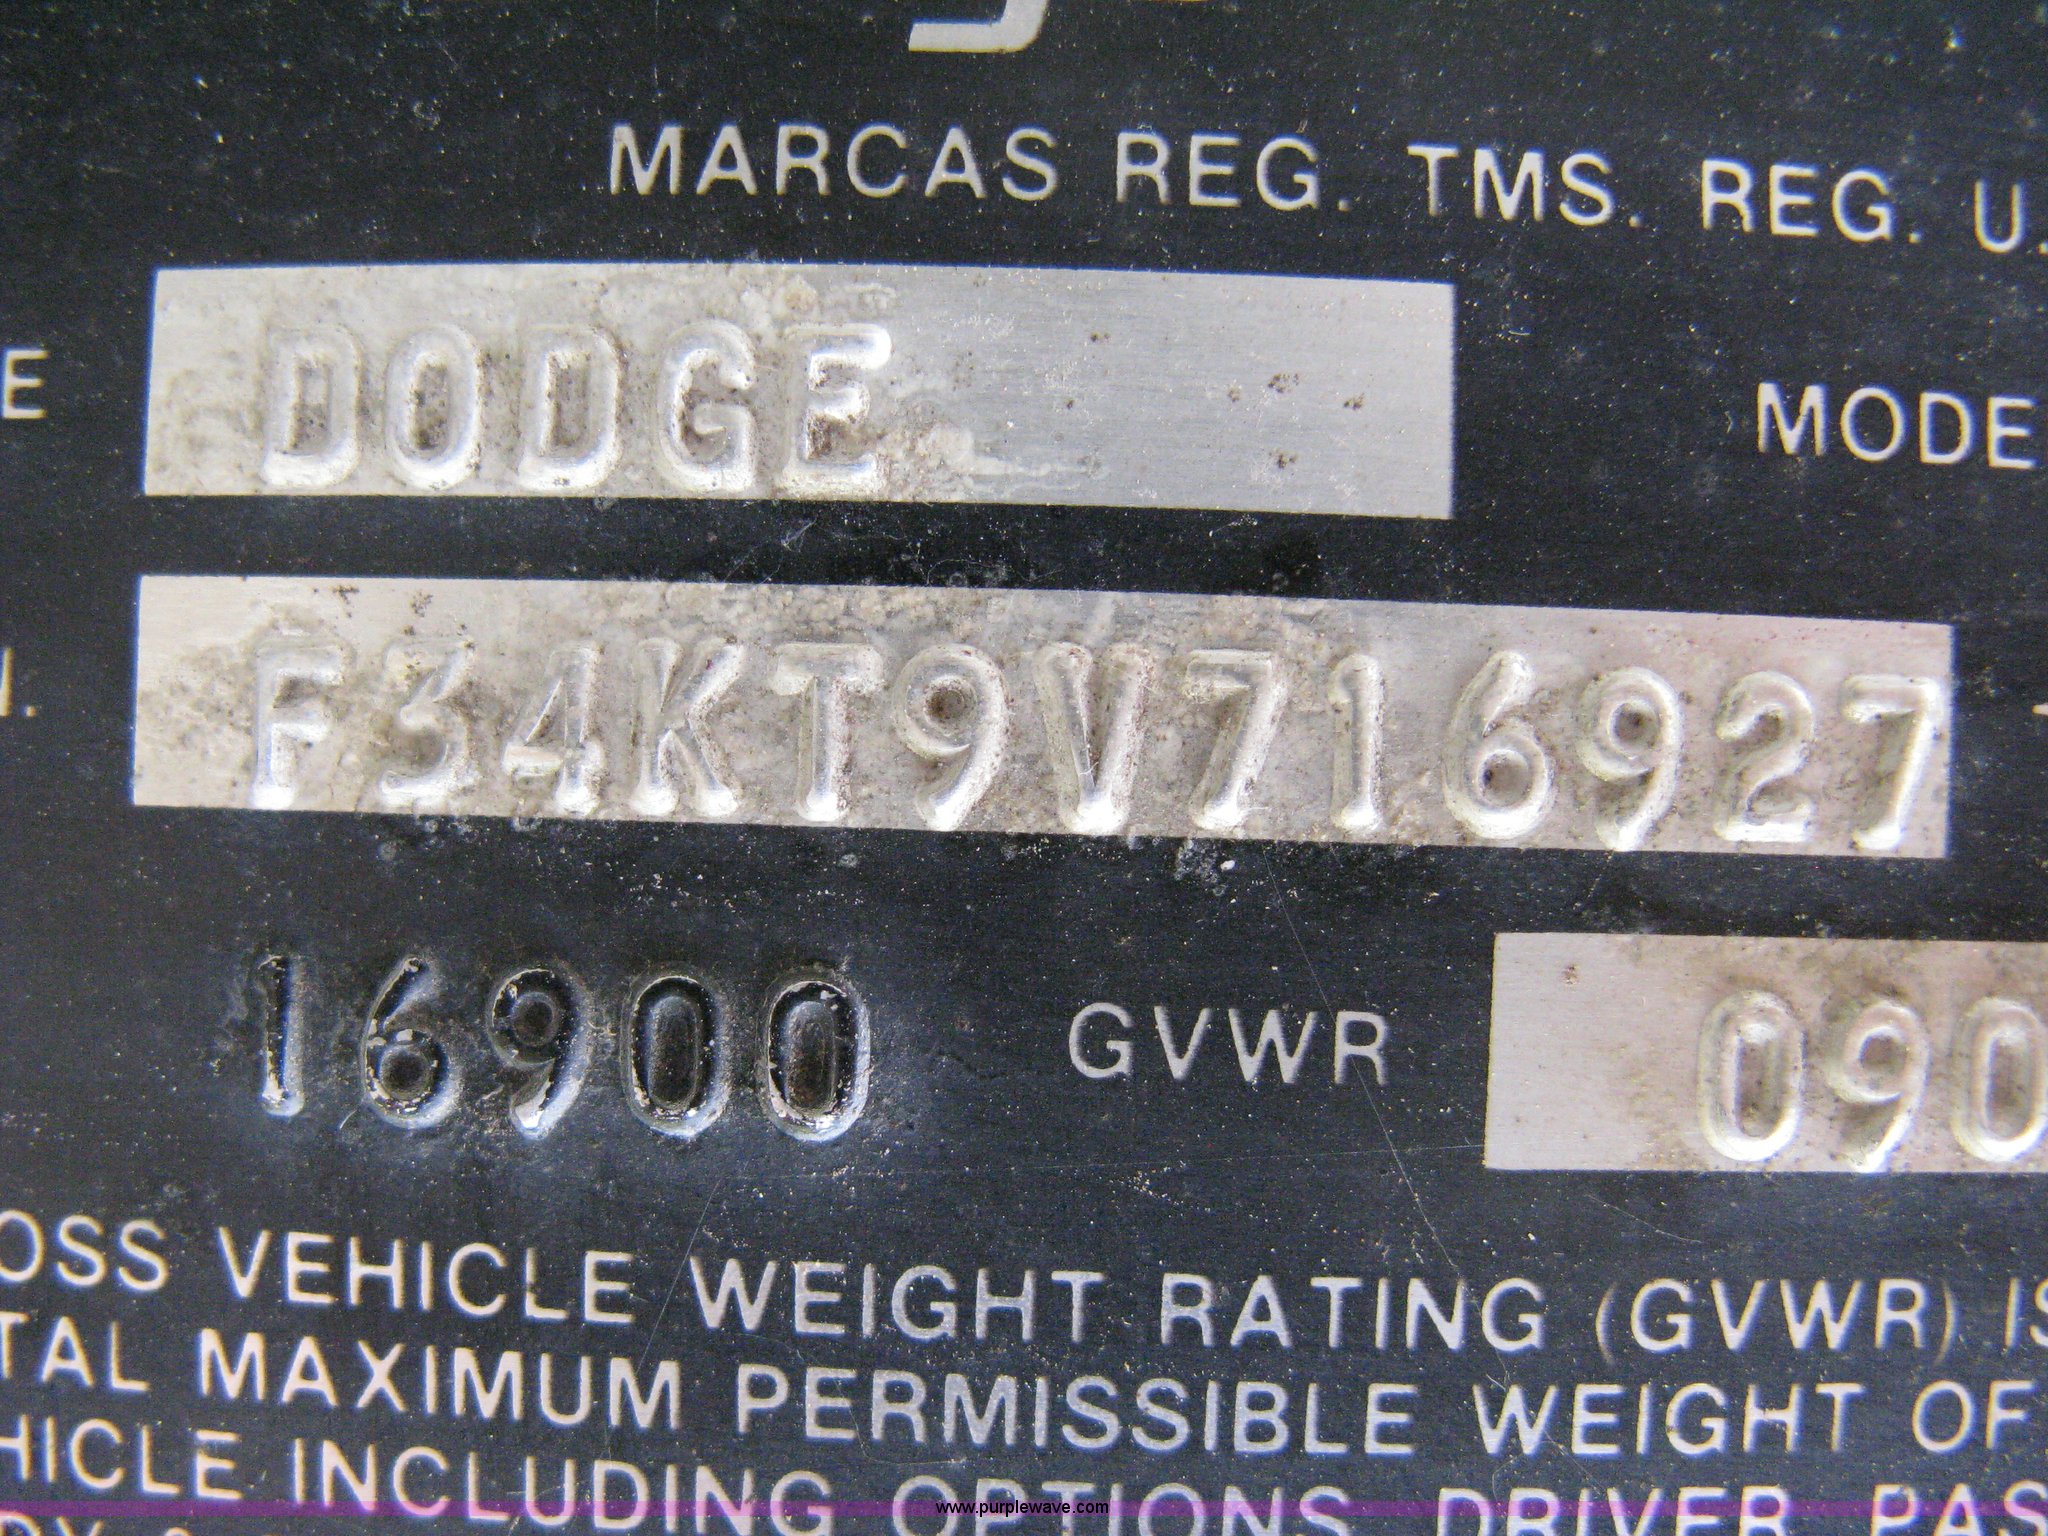 MARCAS REG. TMS. REG. U.
E DODGE MODE
N. F34KT9V716927
16900 GVWR 090
OSS VEHICLE WEIGHT RATING (GVWR) IS
TAL MAXIMUM PERMISSIBLE WEIGHT OF
HICLE INCLUDING OPTIONS, DRIVER, PAS
www.purplewave.com